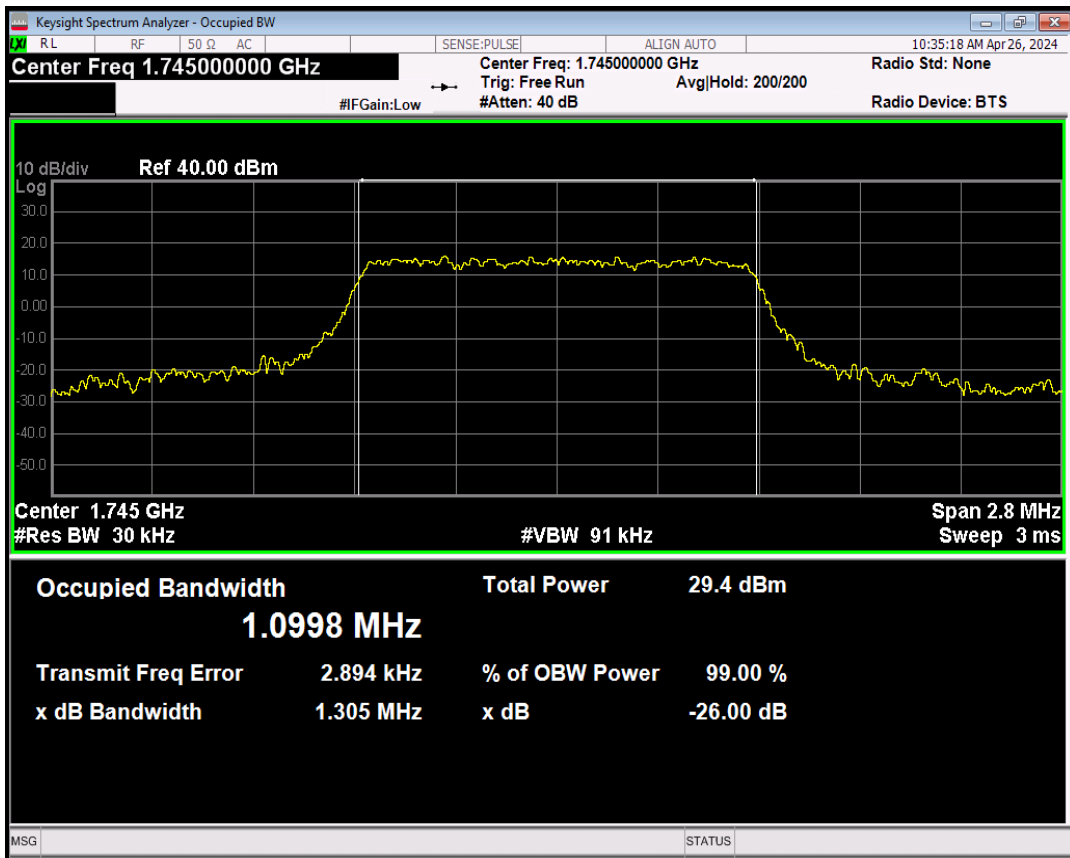 Keysight Spectrum Analyzer - Occupied BW
LXI RL RF 50 Ω AC SENSE:PULSE ALIGN AUTO 10:35:18 AM Apr 26, 2024
Center Freq 1.745000000 GHz Center Freq: 1.745000000 GHz Radio Std: None
Trig: Free Run Avg|Hold: 200/200
#IFGain:Low #Atten: 40 dB Radio Device: BTS
10 dB/div Ref 40.00 dBm
Log
30.0
20.0
10.0
0.00
-10.0
-20.0
-30.0
-40.0
-50.0
Center 1.745 GHz Span 2.8 MHz
#Res BW 30 kHz #VBW 91 kHz Sweep 3 ms
Occupied Bandwidth Total Power 29.4 dBm
1.0998 MHz
Transmit Freq Error 2.894 kHz % of OBW Power 99.00 %
x dB Bandwidth 1.305 MHz x dB -26.00 dB
MSG STATUS